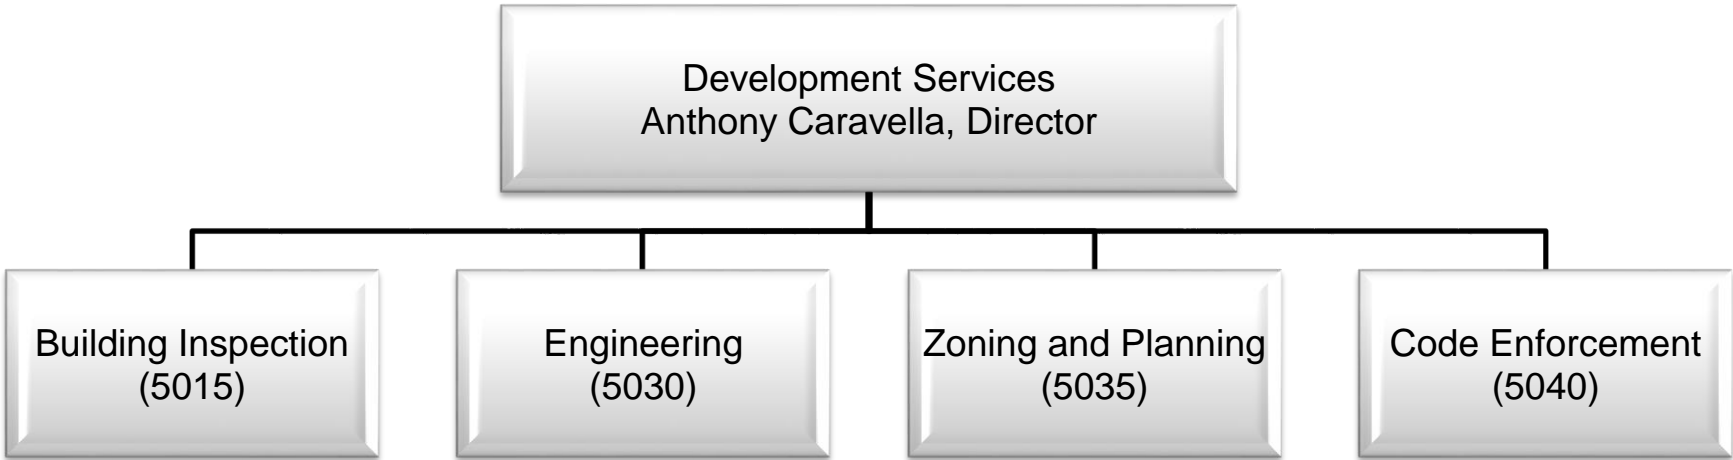 Development Services
Anthony Caravella, Director
Building Inspection
(5015)
Engineering
(5030)
Zoning and Planning
(5035)
Code Enforcement
(5040)